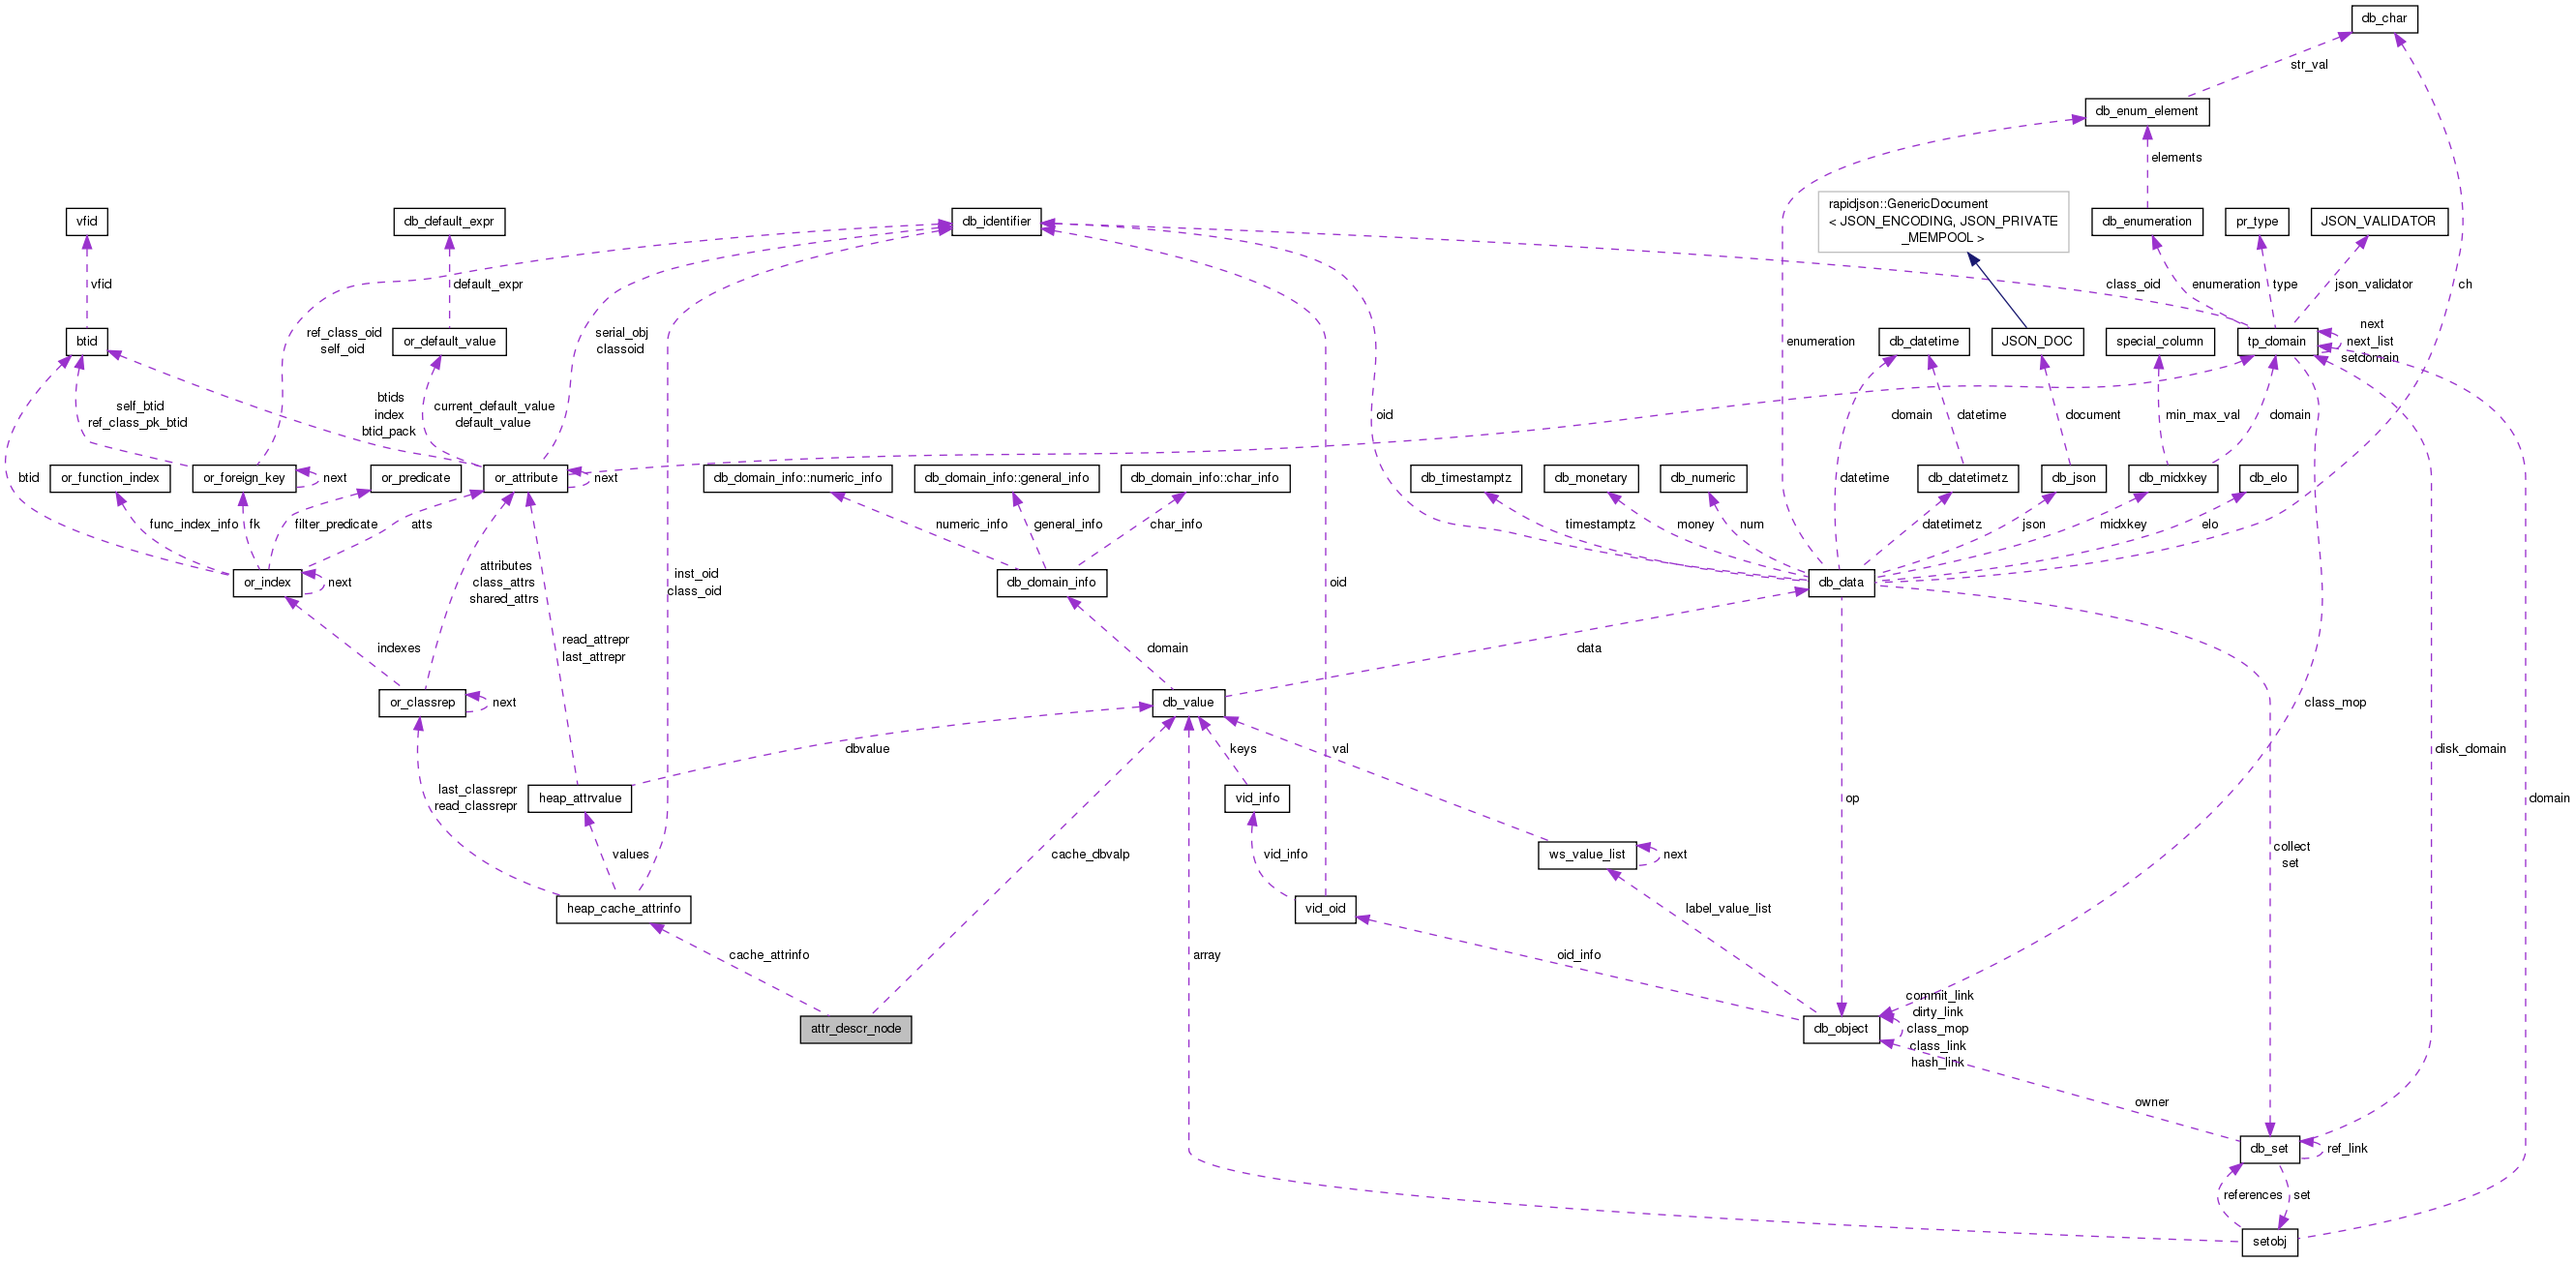 db_char
str_val
db_enum_element
elements
rapidjson::GenericDocument
< JSON_ENCODING, JSON_PRIVATE
_MEMPOOL >
vfid
db_default_expr
db_identifier
db_enumeration
pr_type
JSON_VALIDATOR
vfid
default_expr
class_oid
enumeration
type
json_validator
ch
ref_class_oid
self_oid
serial_obj
classoid
btid
or_default_value
enumeration
db_datetime
JSON_DOC
special_column
tp_domain
next
next_list
setdomain
self_btid
ref_class_pk_btid
btids
index
btid_pack
current_default_value
default_value
oid
domain
datetime
document
min_max_val
domain
btid
or_function_index
or_foreign_key
next
or_predicate
or_attribute
next
db_domain_info::numeric_info
db_domain_info::general_info
db_domain_info::char_info
db_timestamptz
db_monetary
db_numeric
datetime
db_datetimetz
db_json
db_midxkey
db_elo
func_index_info
fk
filter_predicate
atts
numeric_info
general_info
char_info
timestamptz
money
num
datetimetz
json
midxkey
elo
or_index
next
attributes
class_attrs
shared_attrs
inst_oid
class_oid
db_domain_info
oid
db_data
indexes
read_attrepr
last_attrepr
domain
data
or_classrep
next
db_value
class_mop
dbvalue
keys
val
disk_domain
last_classrepr
read_classrepr
heap_attrvalue
vid_info
op
domain
values
cache_dbvalp
vid_info
ws_value_list
next
collect
set
heap_cache_attrinfo
vid_oid
label_value_list
cache_attrinfo
array
oid_info
attr_descr_node
db_object
commit_link
dirty_link
class_mop
class_link
hash_link
owner
db_set
ref_link
references
set
setobj